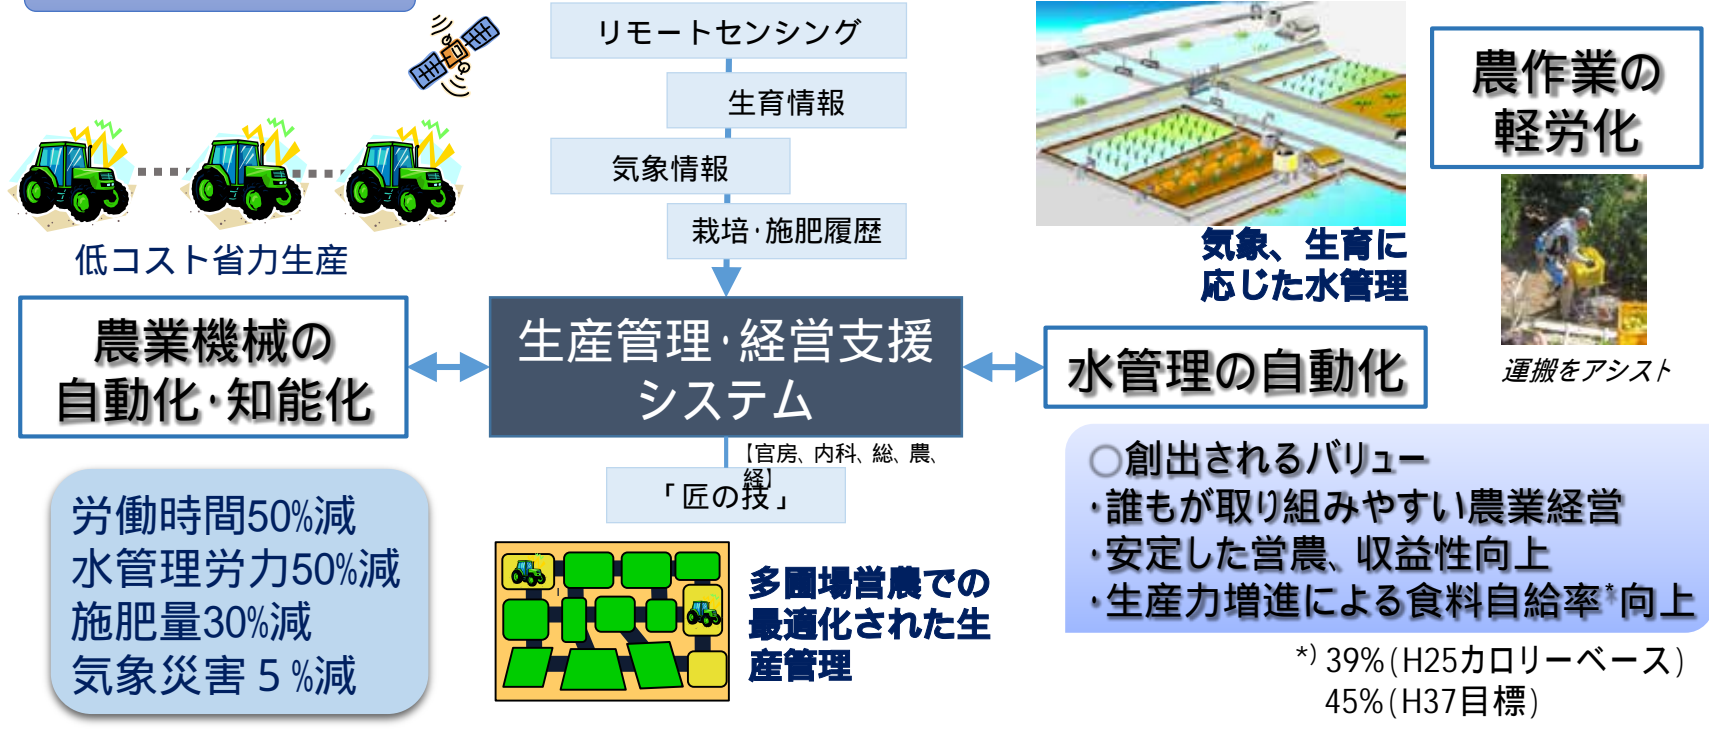 リモートセンシング
生育情報
気象情報
栽培･施肥履歴
低コスト省力生産
農業機械の
自動化･知能化
生産管理･経営支援
システム
【官房、内科、総、農、
経】
「匠の技」
気象、生育に
応じた水管理
水管理の自動化
農作業の
軽労化
運搬をアシスト
労働時間50%減
水管理労力50%減
施肥量30%減
気象災害５%減
多圃場営農での
最適化された生
産管理
○創出されるバリュー
･誰もが取り組みやすい農業経営
･安定した営農、収益性向上
･生産力増進による食料自給率*向上
*) 39%(H25カロリーベース)
45%(H37目標)